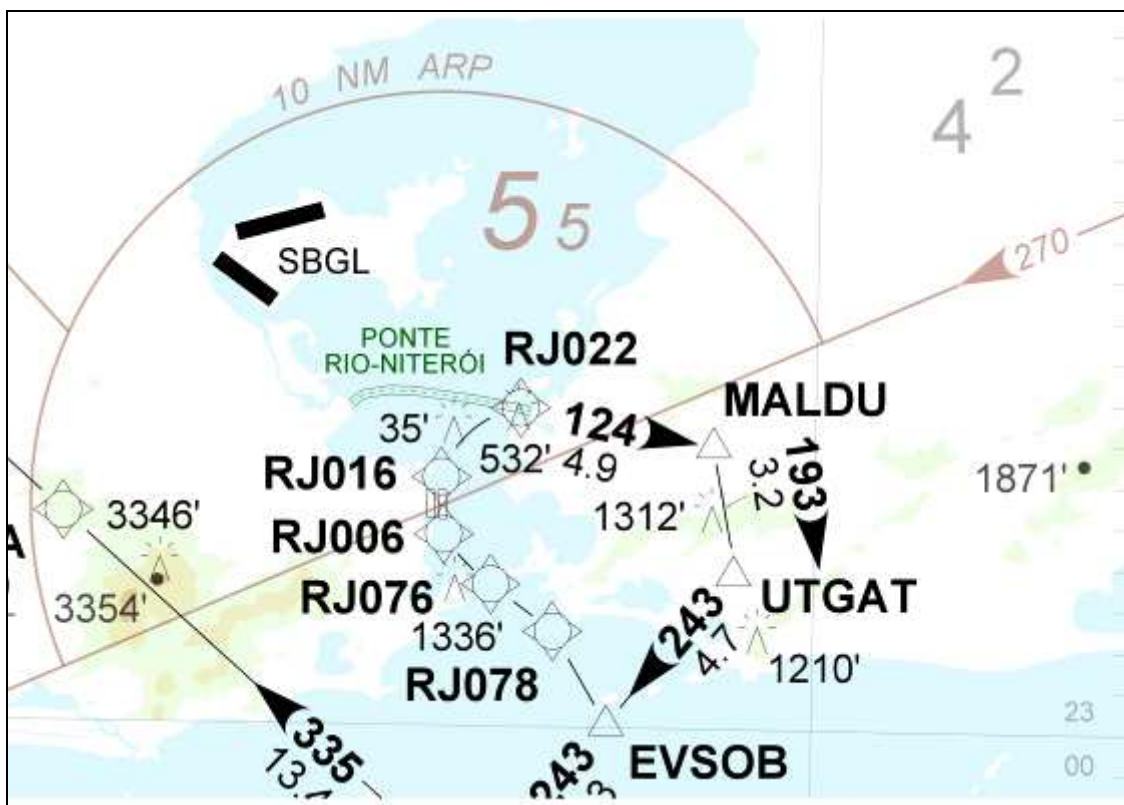 10 NM ARP
4 2
5 5
SBGL
270
PONTE
RIO-NITERÓI
RJ022
MALDU
35'
532'
124
4.9
193
3.2
RJ016
1871'
3346'
1312'
RJ006
A
3354'
RJ076
UTGAT
1336'
243
4.7
1210'
RJ078
23
335
13.4
EVSOB
243
00